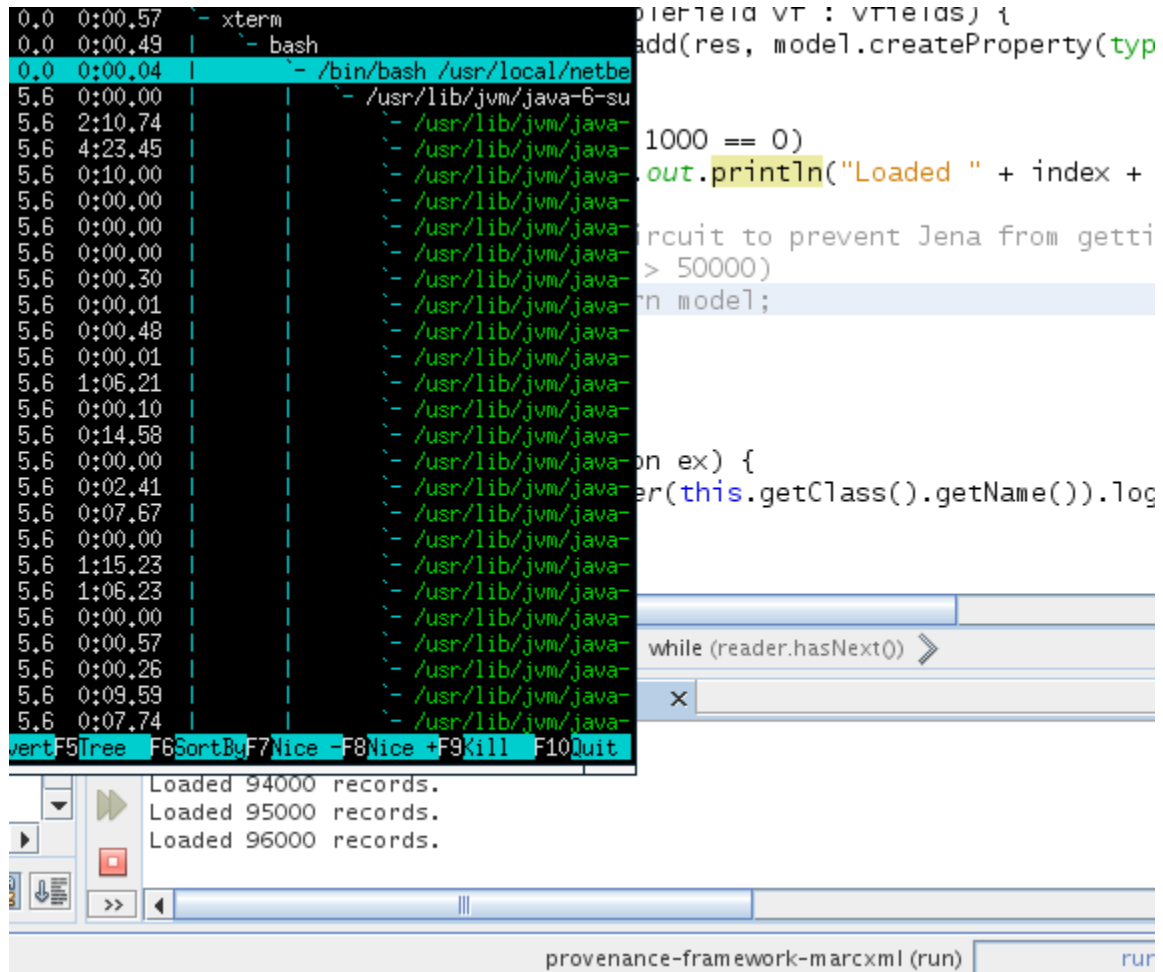 0.0 0:00.57 `- xterm
0.0 0:00.49 | `- bash
0.0 0:00.04 | `- /bin/bash /usr/local/netbe
5.6 0:00.00 | | `- /usr/lib/jvm/java-6-su
5.6 2:10.74 | | `- /usr/lib/jvm/java-
5.6 4:23.45 | | `- /usr/lib/jvm/java-
5.6 0:10.00 | | `- /usr/lib/jvm/java-
5.6 0:00.00 | | `- /usr/lib/jvm/java-
5.6 0:00.00 | | `- /usr/lib/jvm/java-
5.6 0:00.00 | | `- /usr/lib/jvm/java-
5.6 0:00.30 | | `- /usr/lib/jvm/java-
5.6 0:00.01 | | `- /usr/lib/jvm/java-
5.6 0:00.48 | | `- /usr/lib/jvm/java-
5.6 0:00.01 | | `- /usr/lib/jvm/java-
5.6 1:06.21 | | `- /usr/lib/jvm/java-
5.6 0:00.10 | | `- /usr/lib/jvm/java-
5.6 0:14.58 | | `- /usr/lib/jvm/java-
5.6 0:00.00 | | `- /usr/lib/jvm/java-
5.6 0:02.41 | | `- /usr/lib/jvm/java-
5.6 0:07.67 | | `- /usr/lib/jvm/java-
5.6 0:00.00 | | `- /usr/lib/jvm/java-
5.6 1:15.23 | | `- /usr/lib/jvm/java-
5.6 1:06.23 | | `- /usr/lib/jvm/java-
5.6 0:00.00 | | `- /usr/lib/jvm/java-
5.6 0:00.57 | | `- /usr/lib/jvm/java-
5.6 0:00.26 | | `- /usr/lib/jvm/java-
5.6 0:09.59 | | `- /usr/lib/jvm/java-
5.6 0:07.74 | | `- /usr/lib/jvm/java-
vertF5Tree F6SortByF7Nice -F8Nice +F9Kill F10Quit
bleField vf : vfields) {
add(res, model.createProperty(typ
1000 == 0)
.out.println("Loaded " + index +
ircuit to prevent Jena from getti
> 50000)
rn model;
on ex) {
er(this.getClass().getName()).log
while (reader.hasNext())
Loaded 94000 records.
Loaded 95000 records.
Loaded 96000 records.
>>
provenance-framework-marcxml (run)
run